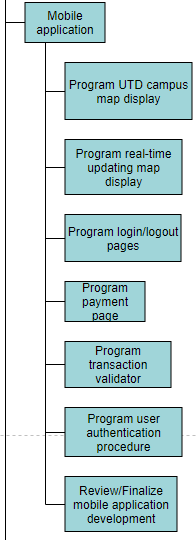 Mobile
application
Program UTD campus
map display
Program real-time
updating map
display
Program login/logout
pages
Program
payment
page
Program
transaction
validator
Program user
authentication
procedure
Review/Finalize
mobile application
development